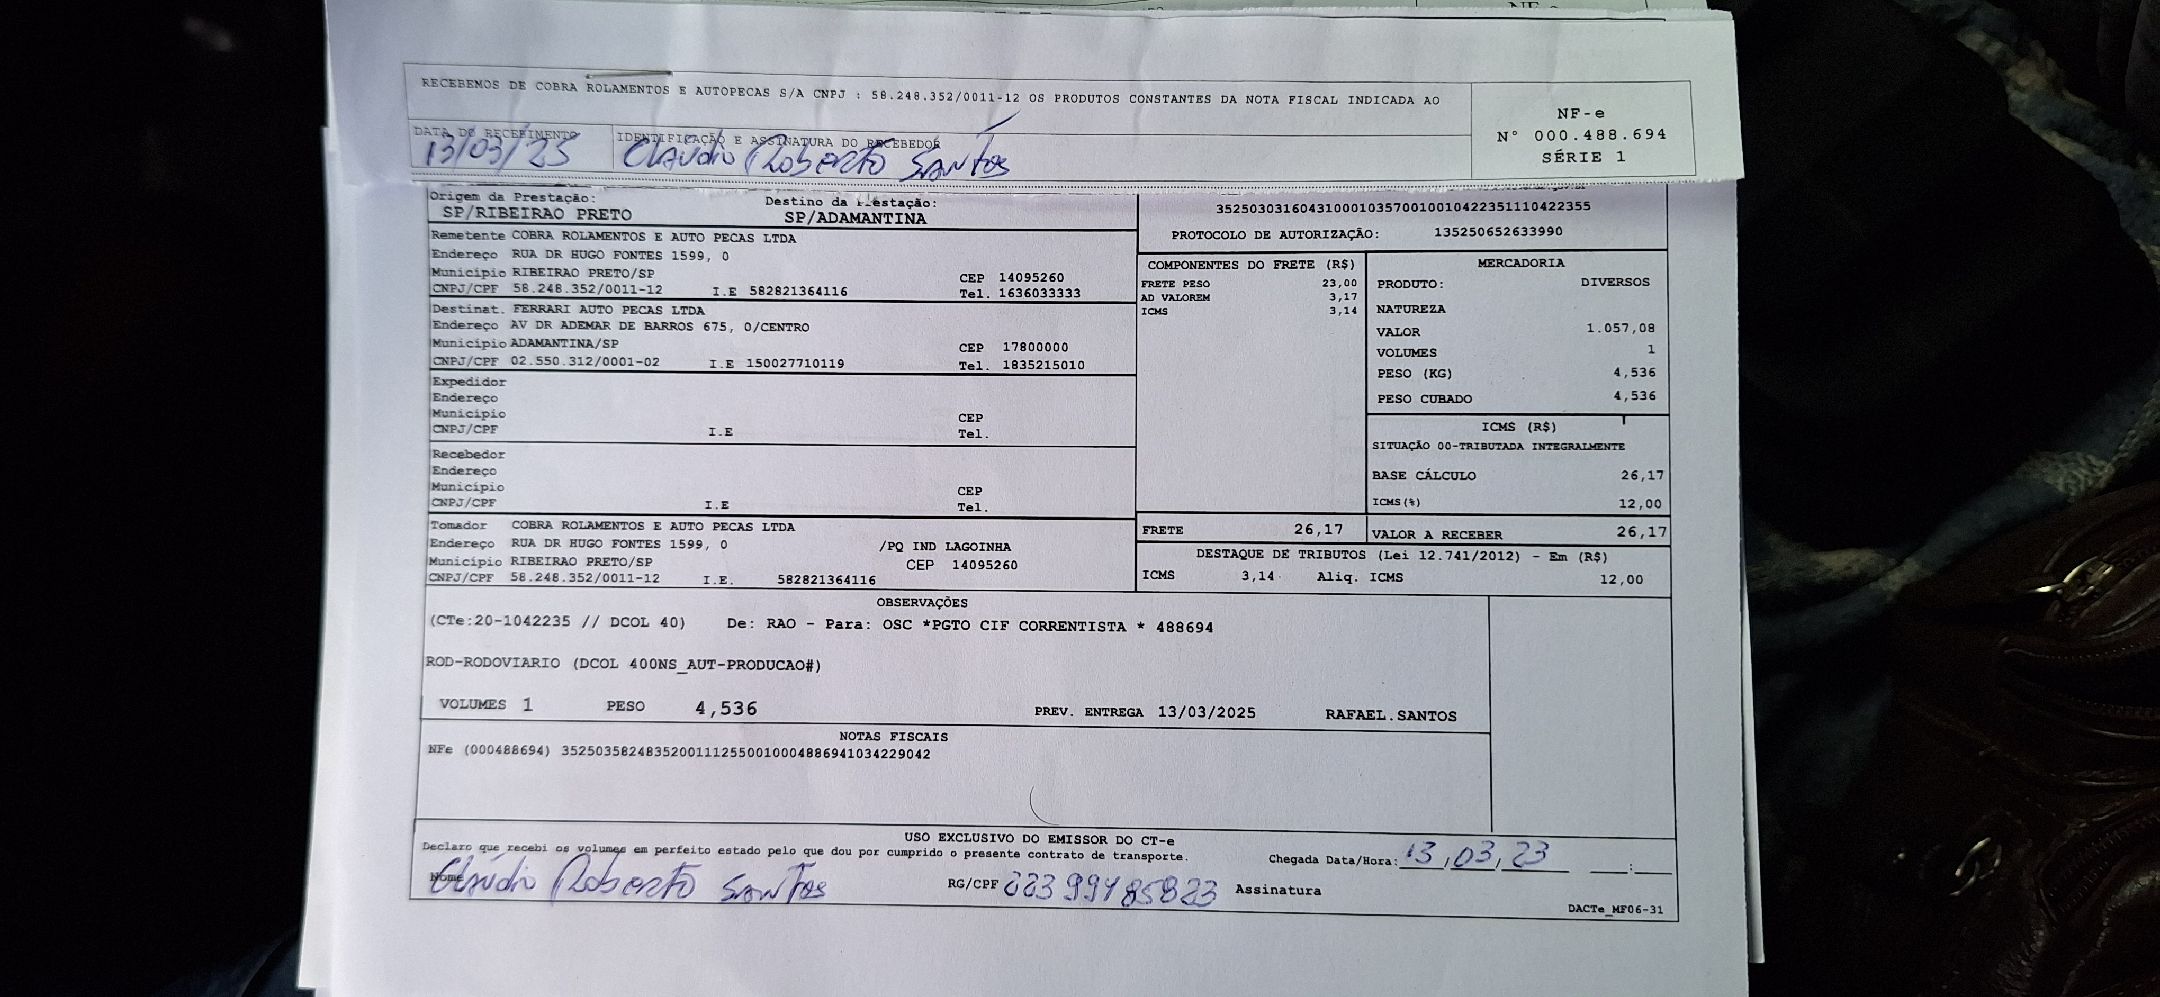 RECEBEMOS DE COBRA ROLAMENTOS E AUTOPECAS S/A CNPJ : 58.248.352/0011-12 OS PRODUTOS CONSTANTES DA NOTA FISCAL INDICADA AO
NF-e
N° 000.488.694
SÉRIE 1
DATA DO RECEBIMENTO
13/03/25
IDENTIFICAÇÃO E ASSINATURA DO RECEBEDOR
Claudio Roberto Santos
Origem da Prestação:
SP/RIBEIRAO PRETO
Destino da Prestação:
SP/ADAMANTINA
35250303160431000103570010010422351110422355
PROTOCOLO DE AUTORIZAÇÃO: 135250652633990
Remetente COBRA ROLAMENTOS E AUTO PECAS LTDA
Endereço RUA DR HUGO FONTES 1599, 0
Município RIBEIRAO PRETO/SP CEP 14095260
CNPJ/CPF 58.248.352/0011-12 I.E 582821364116 Tel. 1636033333
Destinat. FERRARI AUTO PECAS LTDA
Endereço AV DR ADEMAR DE BARROS 675, 0/CENTRO
Município ADAMANTINA/SP CEP 17800000
CNPJ/CPF 02.550.312/0001-02 I.E 150027710119 Tel. 1835215010
Expedidor
Endereço
Município CEP
CNPJ/CPF I.E Tel.
Recebedor
Endereço
Município CEP
CNPJ/CPF I.E Tel.
Tomador COBRA ROLAMENTOS E AUTO PECAS LTDA
Endereço RUA DR HUGO FONTES 1599, 0 /PQ IND LAGOINHA
Município RIBEIRAO PRETO/SP CEP 14095260
CNPJ/CPF 58.248.352/0011-12 I.E. 582821364116
COMPONENTES DO FRETE (R$)
FRETE PESO 23,00
AD VALOREM 3,17
ICMS 3,14
MERCADORIA
PRODUTO: DIVERSOS
NATUREZA
VALOR 1.057,08
VOLUMES 1
PESO (KG) 4,536
PESO CUBADO 4,536
ICMS (R$)
SITUAÇÃO 00-TRIBUTADA INTEGRALMENTE
BASE CÁLCULO 26,17
ICMS(%) 12,00
FRETE 26,17
VALOR A RECEBER 26,17
DESTAQUE DE TRIBUTOS (Lei 12.741/2012) - Em (R$)
ICMS 3,14 Aliq. ICMS 12,00
OBSERVAÇÕES
(CTe:20-1042235 // DCOL 40) De: RAO - Para: OSC *PGTO CIF CORRENTISTA * 488694
ROD-RODOVIARIO (DCOL 400NS_AUT-PRODUCAO#)
VOLUMES 1 PESO 4,536 PREV. ENTREGA 13/03/2025 RAFAEL.SANTOS
NOTAS FISCAIS
NFe (000488694) 35250358248352001112550010004886941034229042
USO EXCLUSIVO DO EMISSOR DO CT-e
Declaro que recebi os volumes em perfeito estado pelo que dou por cumprido o presente contrato de transporte.
Chegada Data/Hora: 13,03,23 :
Nome Claudio Roberto Santos RG/CPF Assinatura
DACTe_MF06-31